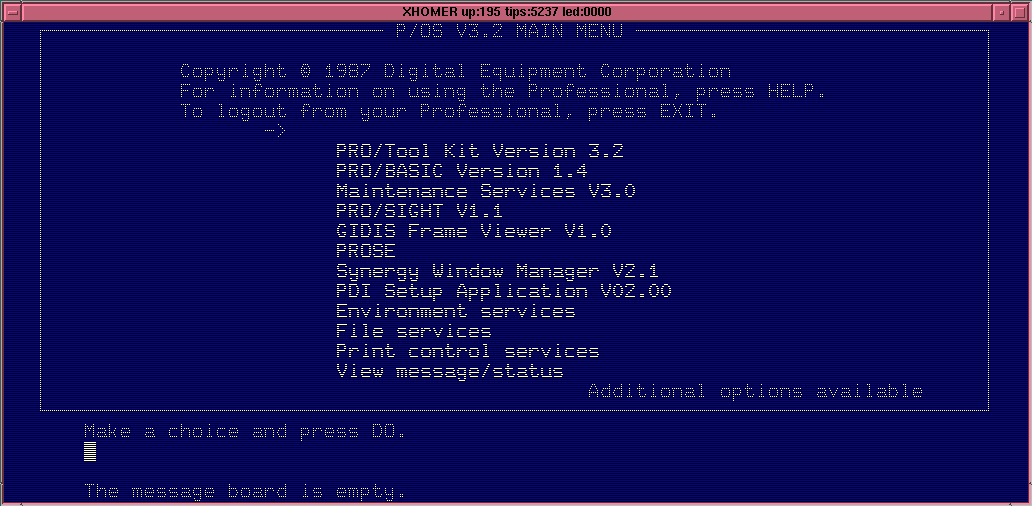 XHOMER up:195 tips:5237 led:0000
P/OS V3.2 MAIN MENU
Copyright © 1987 Digital Equipment Corporation
For information on using the Professional, press HELP.
To logout from your Professional, press EXIT.
->
PRO/Tool Kit Version 3.2
PRO/BASIC Version 1.4
Maintenance Services V3.0
PRO/SIGHT V1.1
GIDIS Frame Viewer V1.0
PROSE
Synergy Window Manager V2.1
PDI Setup Application V02.00
Environment services
File services
Print control services
View message/status
Additional options available
Make a choice and press DO.
The message board is empty.